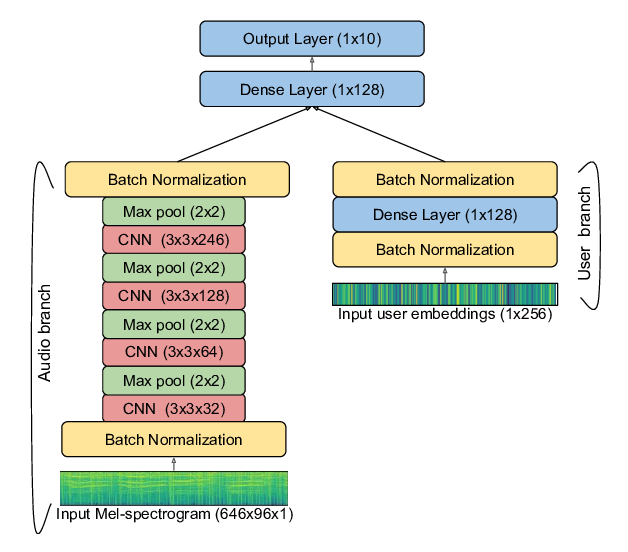 Output Layer (1x10)
Dense Layer (1x128)
Batch Normalization
Max pool (2x2)
CNN (3x3x246)
Max pool (2x2)
CNN (3x3x128)
Max pool (2x2)
CNN (3x3x64)
Max pool (2x2)
CNN (3x3x32)
Batch Normalization
Input Mel-spectrogram (646x96x1)
Audio branch
Batch Normalization
Dense Layer (1x128)
Batch Normalization
Input user embeddings (1x256)
User branch